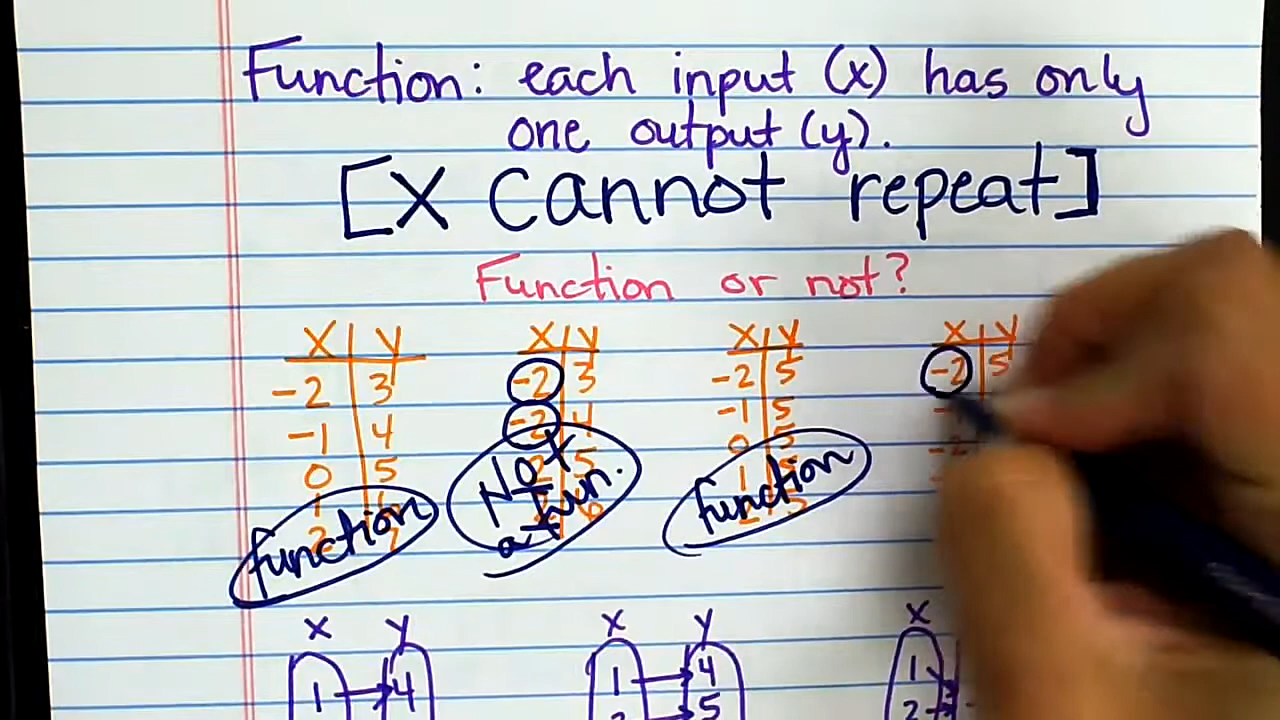 Function: each input (x) has only
one output (y).
[X cannot repeat]
Function or not?
X Y X Y X Y X Y
-2 3 -2 3 -2 5 -2 5
-1 4 -2 4 -1 5
0 5 5 0 5 -2
Not
a fun.
function
function
X Y X Y X
1 4 1 4 1
5 2